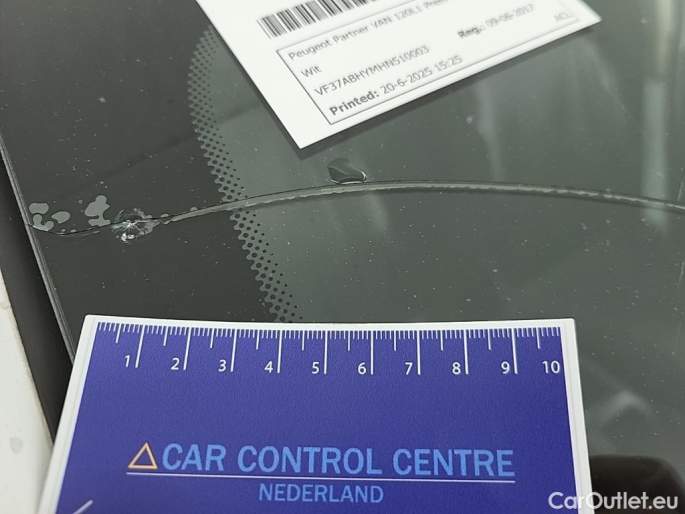 Peugeot Partner VAN 120L1 Prem
Wit Reg.: 09-06-2017
VF37ABHYMHN510003 ACL
Printed: 20-6-2025 15:25
1 2 3 4 5 6 7 8 9 10
CAR CONTROL CENTRE
NEDERLAND
CarOutlet.eu